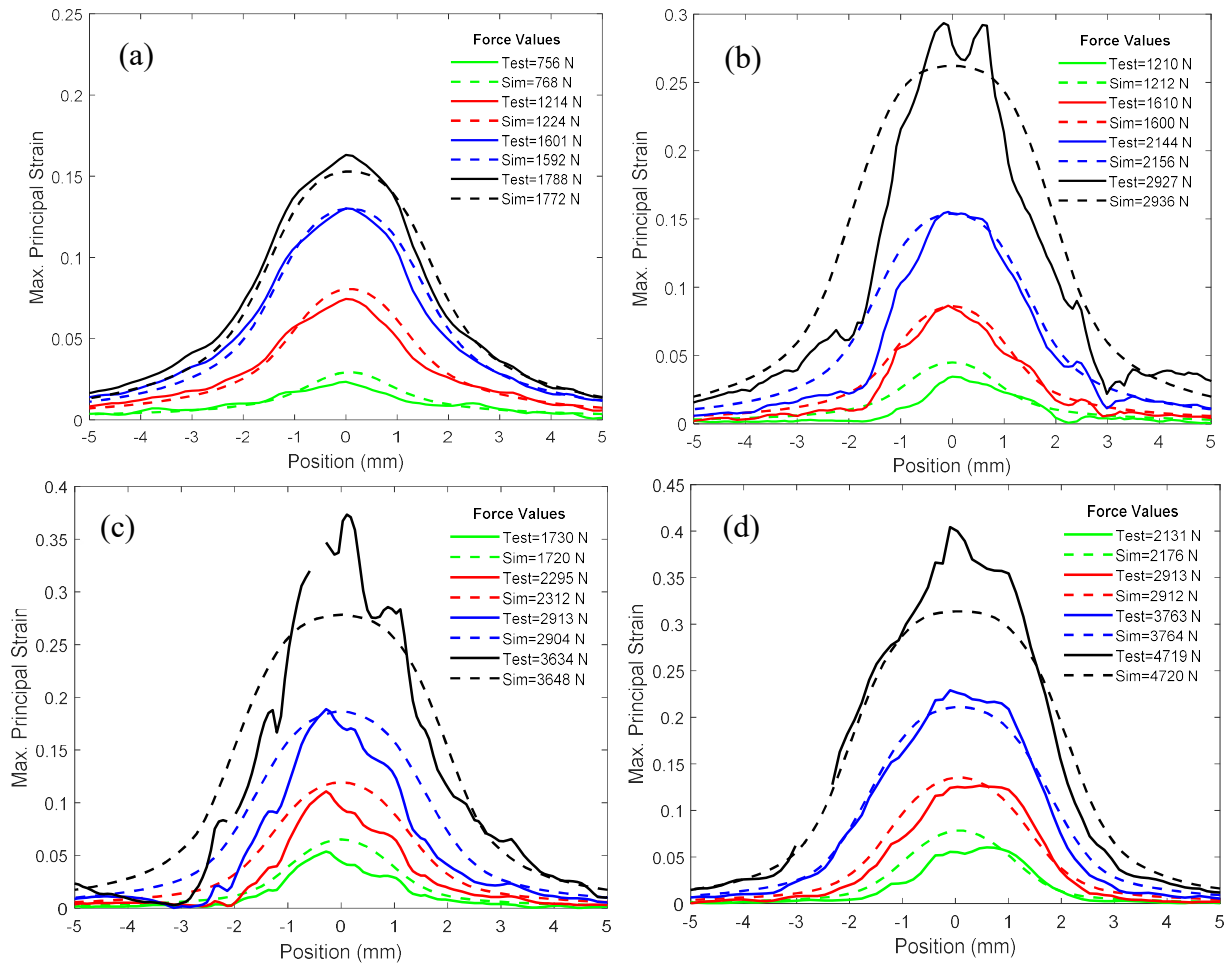 (a)
Force Values
Test=756 N
Sim=768 N
Test=1214 N
Sim=1224 N
Test=1601 N
Sim=1592 N
Test=1788 N
Sim=1772 N
0.25
0.2
0.15
0.1
0.05
0
Max. Principal Strain
-5 -4 -3 -2 -1 0 1 2 3 4 5
Position (mm)
(b)
Force Values
Test=1210 N
Sim=1212 N
Test=1610 N
Sim=1600 N
Test=2144 N
Sim=2156 N
Test=2927 N
Sim=2936 N
0.3
0.25
0.2
0.15
0.1
0.05
0
Max. Principal Strain
-5 -4 -3 -2 -1 0 1 2 3 4 5
Position (mm)
(c)
Force Values
Test=1730 N
Sim=1720 N
Test=2295 N
Sim=2312 N
Test=2913 N
Sim=2904 N
Test=3634 N
Sim=3648 N
0.4
0.35
0.3
0.25
0.2
0.15
0.1
0.05
0
Max. Principal Strain
-5 -4 -3 -2 -1 0 1 2 3 4 5
Position (mm)
(d)
Force Values
Test=2131 N
Sim=2176 N
Test=2913 N
Sim=2912 N
Test=3763 N
Sim=3764 N
Test=4719 N
Sim=4720 N
0.45
0.4
0.35
0.3
0.25
0.2
0.15
0.1
0.05
0
Max. Principal Strain
-5 -4 -3 -2 -1 0 1 2 3 4 5
Position (mm)